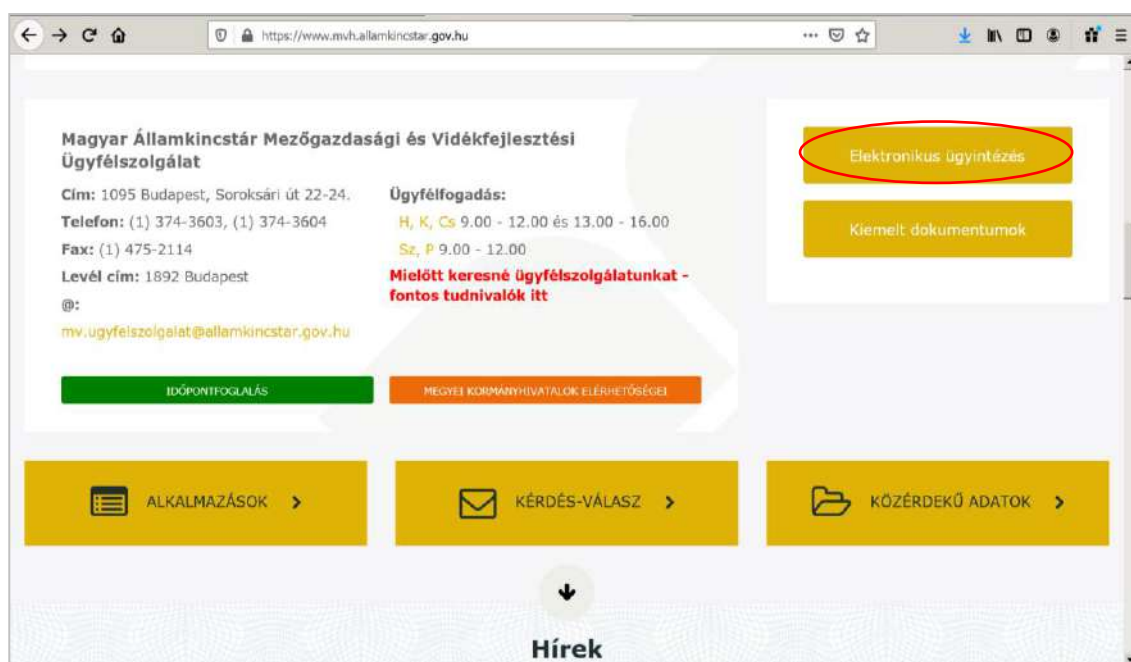 https://www.mvh.allamkincstar.gov.hu
Magyar Államkincstár Mezőgazdasági és Vidékfejlesztési
Ügyfélszolgálat
Cím: 1095 Budapest, Soroksári út 22-24.
Telefon: (1) 374-3603, (1) 374-3604
Fax: (1) 475-2114
Levél cím: 1892 Budapest
@:
mv.ugyfelszolgalat@allamkincstar.gov.hu
Ügyfélfogadás:
H, K, Cs 9.00 - 12.00 és 13.00 - 16.00
Sz, P 9.00 - 12.00
Mielőtt keresné ügyfélszolgálatunkat -
fontos tudnivalók itt
IDŐPONTFOGLALÁS
MEGYEI KORMÁNYHIVATALOK ELÉRHETŐSÉGEI
Elektronikus ügyintézés
Kiemelt dokumentumok
ALKALMAZÁSOK
KÉRDÉS-VÁLASZ
KÖZÉRDEKŰ ADATOK
Hírek